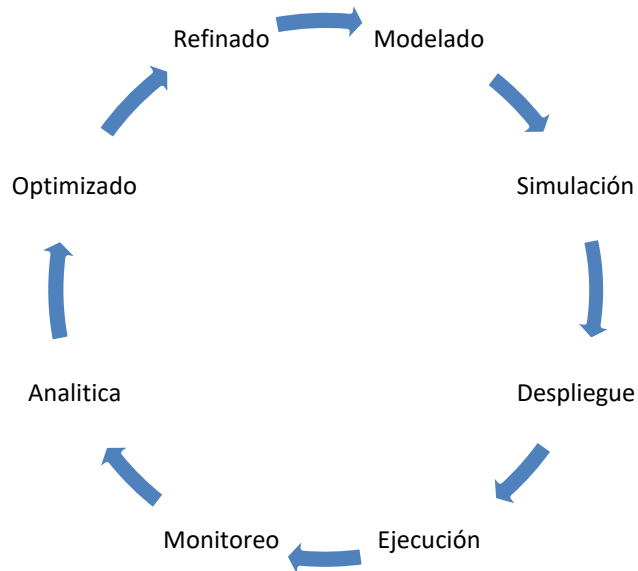 Refinado
Modelado
Optimizado
Simulación
Analitica
Despliegue
Monitoreo
Ejecución